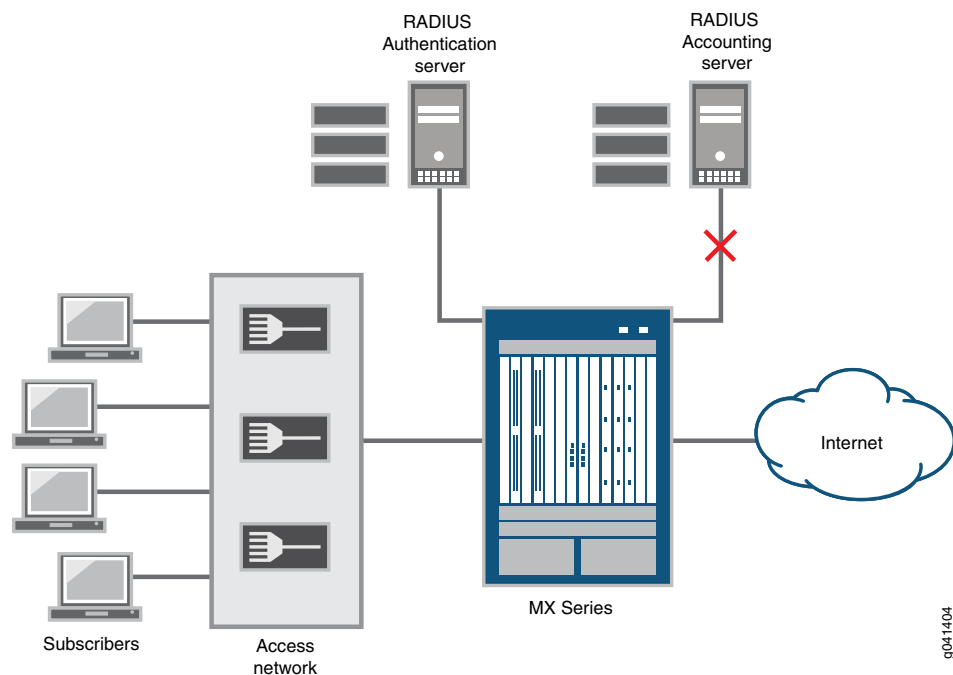 RADIUS
Authentication
server
RADIUS
Accounting
server
Internet
MX Series
Subscribers
Access
network
g041404